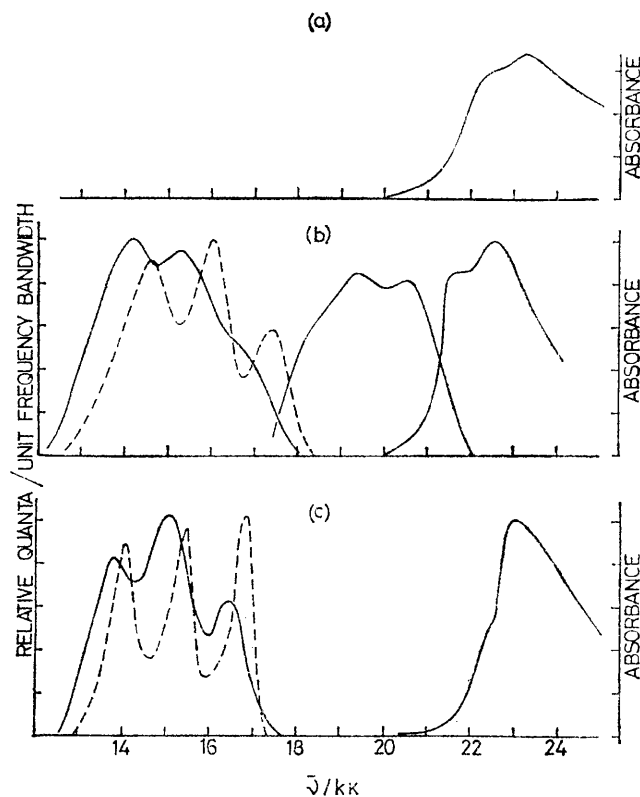 (a)
ABSORBANCE
(b)
ABSORBANCE
RELATIVE QUANTA / UNIT FREQUENCY BANDWIDTH
(c)
ABSORBANCE
14 16 18 20 22 24
ν̄/kK